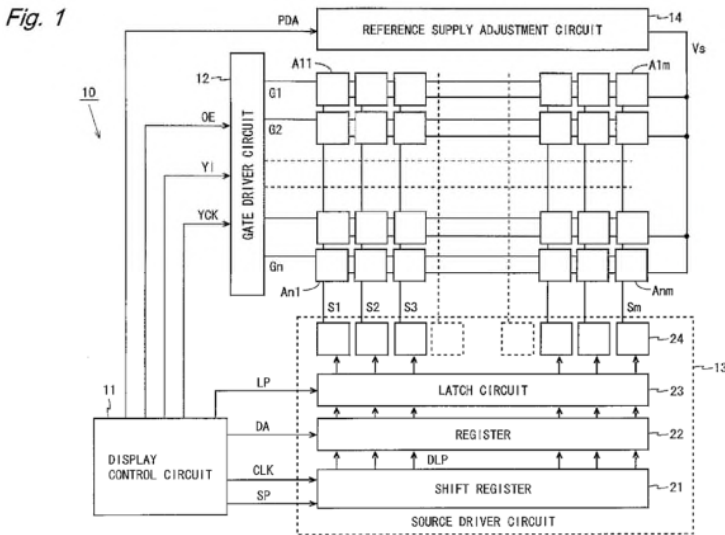 Fig. 1
PDA
REFERENCE SUPPLY ADJUSTMENT CIRCUIT
14
Vs
10
12
A11
A1m
G1
OE
G2
GATE DRIVER CIRCUIT
YI
YCK
Gn
An1
Anm
S1
S2
S3
Sm
24
13
11
LP
LATCH CIRCUIT
23
DISPLAY
CONTROL CIRCUIT
DA
REGISTER
22
DLP
CLK
SHIFT REGISTER
21
SP
SOURCE DRIVER CIRCUIT